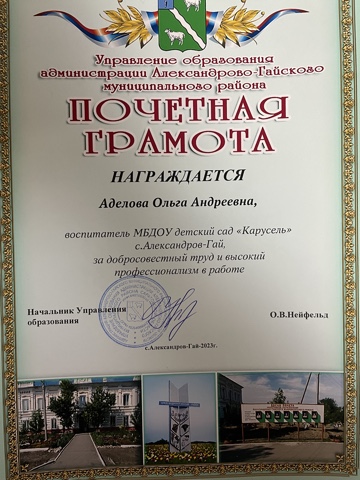 Управление образования
администрации Александрово-Гайского
муниципального района
ПОЧЕТНАЯ
ГРАМОТА
НАГРАЖДАЕТСЯ
Аделова Ольга Андреевна,
воспитатель МБДОУ детский сад «Карусель»
с.Александров-Гай,
за добросовестный труд и высокий
профессионализм в работе
Начальник Управления
образования
О.В.Нейфельд
с.Александров-Гай-2023г.